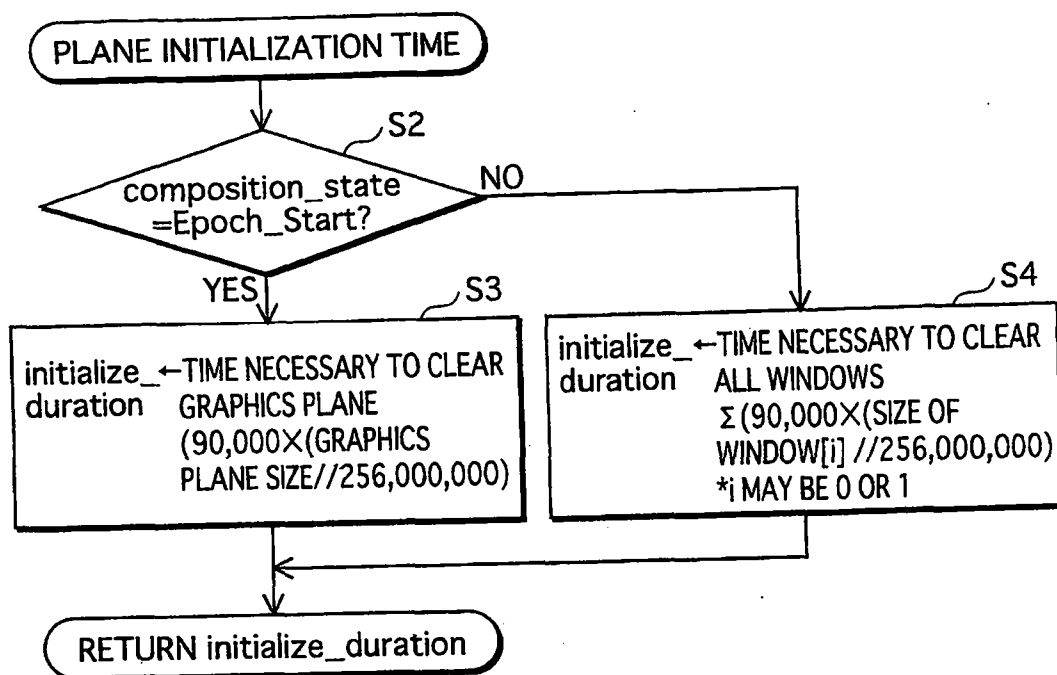 PLANE INITIALIZATION TIME
S2
composition_state
=Epoch_Start?
NO
YES
S3
initialize_←TIME NECESSARY TO CLEAR
duration GRAPHICS PLANE
(90,000×(GRAPHICS
PLANE SIZE//256,000,000)
S4
initialize_←TIME NECESSARY TO CLEAR
duration ALL WINDOWS
Σ(90,000×(SIZE OF
WINDOW[i] //256,000,000)
*i MAY BE 0 OR 1
RETURN initialize_duration